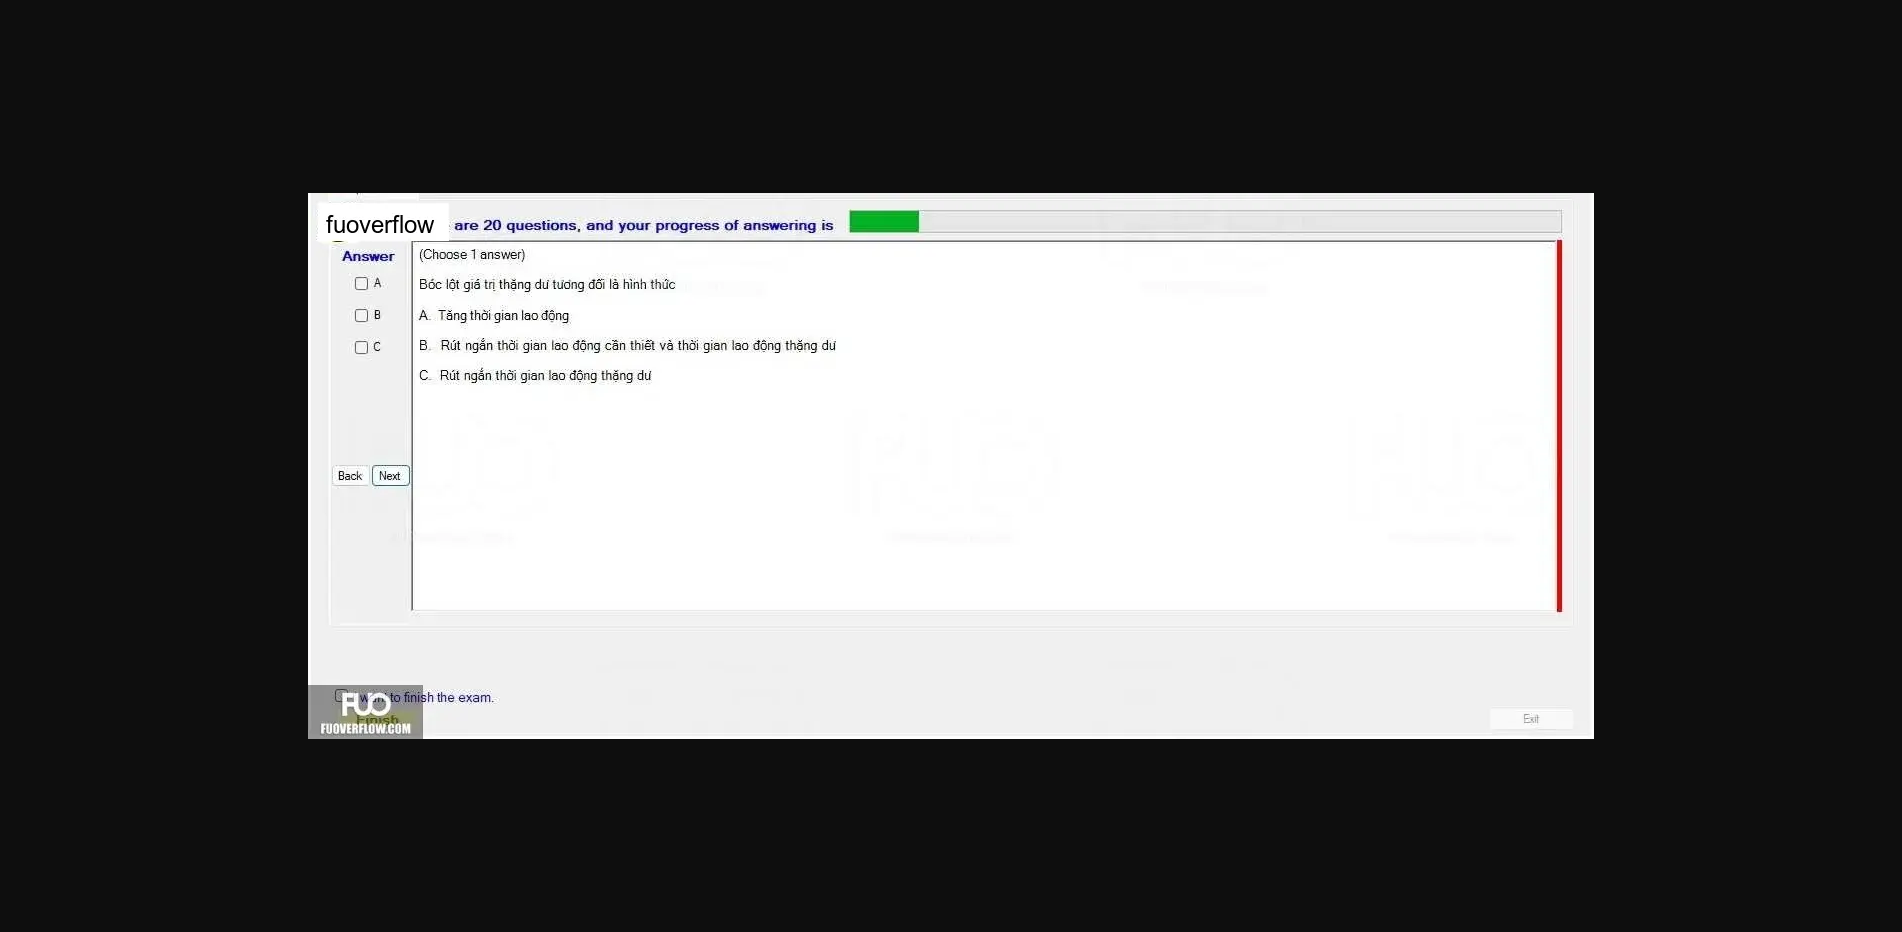 fuoverflow are 20 questions, and your progress of answering is
Answer
(Choose 1 answer)
A
Bóc lột giá trị thặng dư tương đối là hình thức
B
A. Tăng thời gian lao động
C
B. Rút ngắn thời gian lao động cần thiết và thời gian lao động thặng dư
C. Rút ngắn thời gian lao động thặng dư
Back Next
want to finish the exam.
Finish
FUO
FUOVERFLOW.COM
Exit